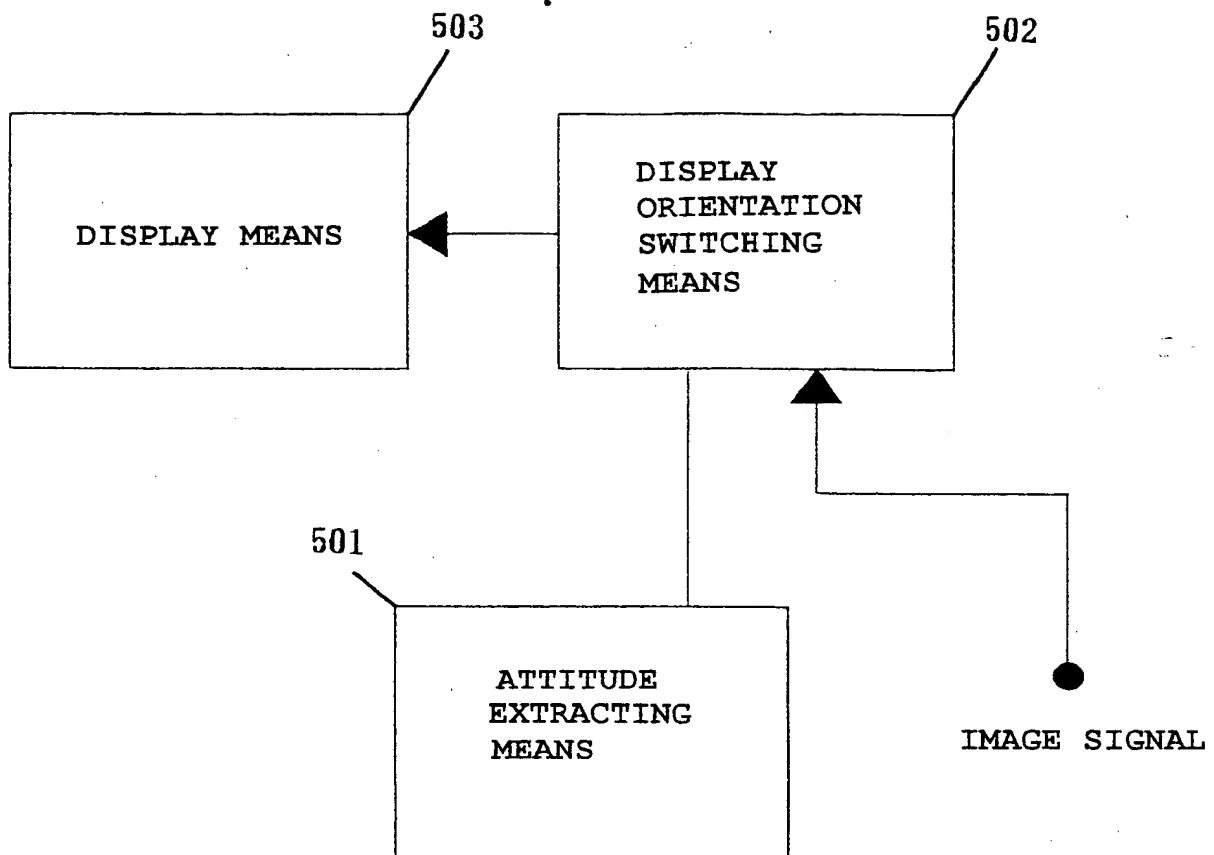 503
502
DISPLAY MEANS
DISPLAY
ORIENTATION
SWITCHING
MEANS
501
ATTITUDE
EXTRACTING
MEANS
IMAGE SIGNAL